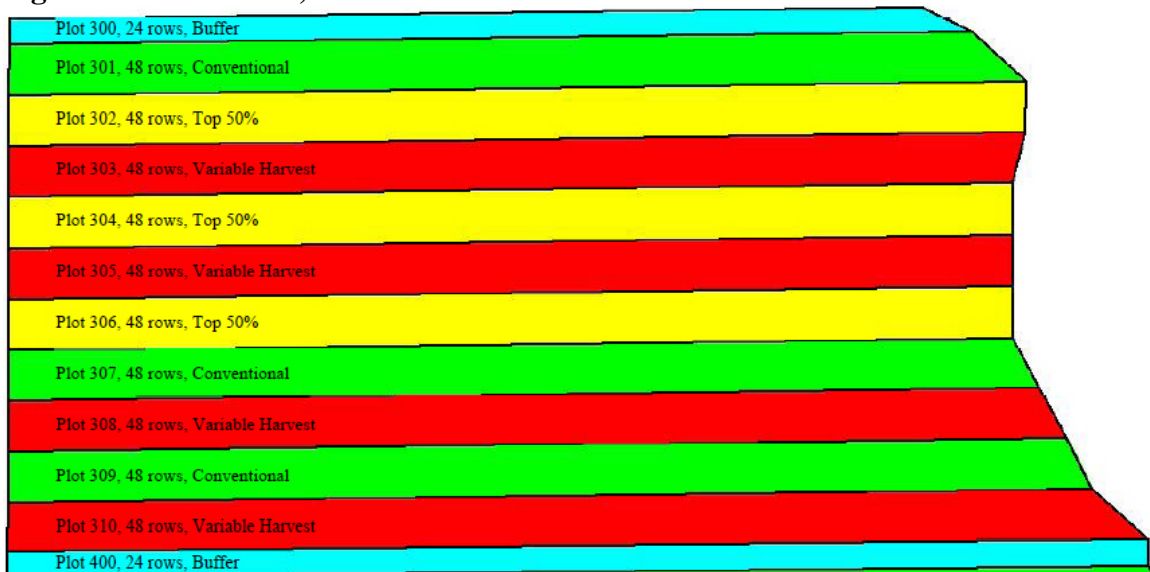 Plot 300, 24 rows, Buffer
Plot 301, 48 rows, Conventional
Plot 302, 48 rows, Top 50%
Plot 303, 48 rows, Variable Harvest
Plot 304, 48 rows, Top 50%
Plot 305, 48 rows, Variable Harvest
Plot 306, 48 rows, Top 50%
Plot 307, 48 rows, Conventional
Plot 308, 48 rows, Variable Harvest
Plot 309, 48 rows, Conventional
Plot 310, 48 rows, Variable Harvest
Plot 400, 24 rows, Buffer